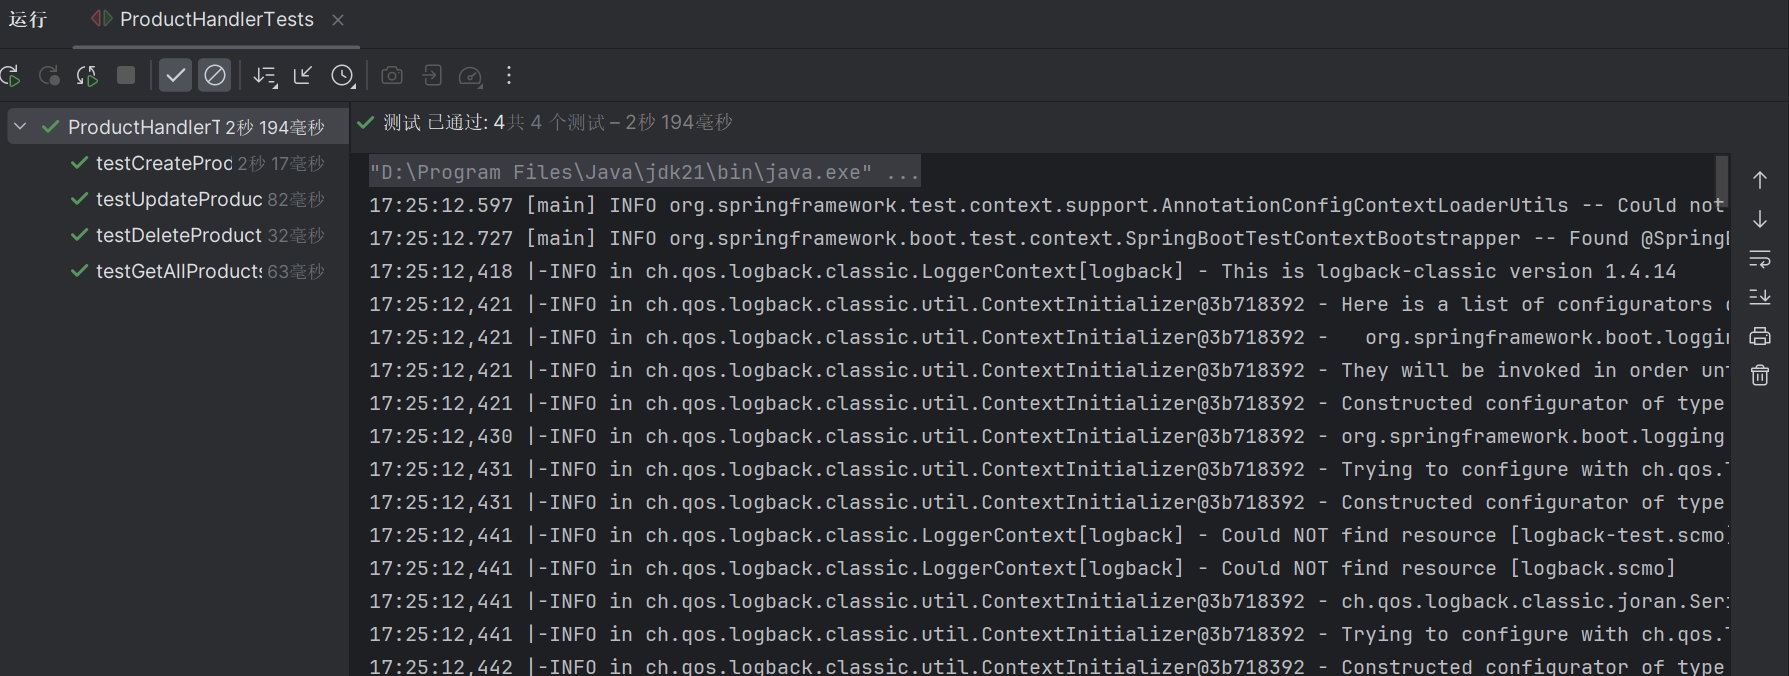 运行 ProductHandlerTests
ProductHandlerT 2秒 194毫秒
testCreateProd 2秒 17毫秒
testUpdateProduc 82毫秒
testDeleteProduct 32毫秒
testGetAllProducts 63毫秒
测试 已通过: 4共 4 个测试 – 2秒 194毫秒
"D:\Program Files\Java\jdk21\bin\java.exe" ...
17:25:12.597 [main] INFO org.springframework.test.context.support.AnnotationConfigContextLoaderUtils -- Could not
17:25:12.727 [main] INFO org.springframework.boot.test.context.SpringBootTestContextBootstrapper -- Found @SpringB
17:25:12,418 |-INFO in ch.qos.logback.classic.LoggerContext[logback] - This is logback-classic version 1.4.14
17:25:12,421 |-INFO in ch.qos.logback.classic.util.ContextInitializer@3b718392 - Here is a list of configurators
17:25:12,421 |-INFO in ch.qos.logback.classic.util.ContextInitializer@3b718392 -   org.springframework.boot.loggin
17:25:12,421 |-INFO in ch.qos.logback.classic.util.ContextInitializer@3b718392 - They will be invoked in order un
17:25:12,421 |-INFO in ch.qos.logback.classic.util.ContextInitializer@3b718392 - Constructed configurator of type
17:25:12,430 |-INFO in ch.qos.logback.classic.util.ContextInitializer@3b718392 - org.springframework.boot.logging
17:25:12,431 |-INFO in ch.qos.logback.classic.util.ContextInitializer@3b718392 - Trying to configure with ch.qos.
17:25:12,431 |-INFO in ch.qos.logback.classic.util.ContextInitializer@3b718392 - Constructed configurator of type
17:25:12,441 |-INFO in ch.qos.logback.classic.LoggerContext[logback] - Could NOT find resource [logback-test.scmo]
17:25:12,441 |-INFO in ch.qos.logback.classic.LoggerContext[logback] - Could NOT find resource [logback.scmo]
17:25:12,441 |-INFO in ch.qos.logback.classic.util.ContextInitializer@3b718392 - ch.qos.logback.classic.joran.Ser
17:25:12,441 |-INFO in ch.qos.logback.classic.util.ContextInitializer@3b718392 - Trying to configure with ch.qos.
17:25:12,442 |-INFO in ch.qos.logback.classic.util.ContextInitializer@3b718392 - Constructed configurator of type